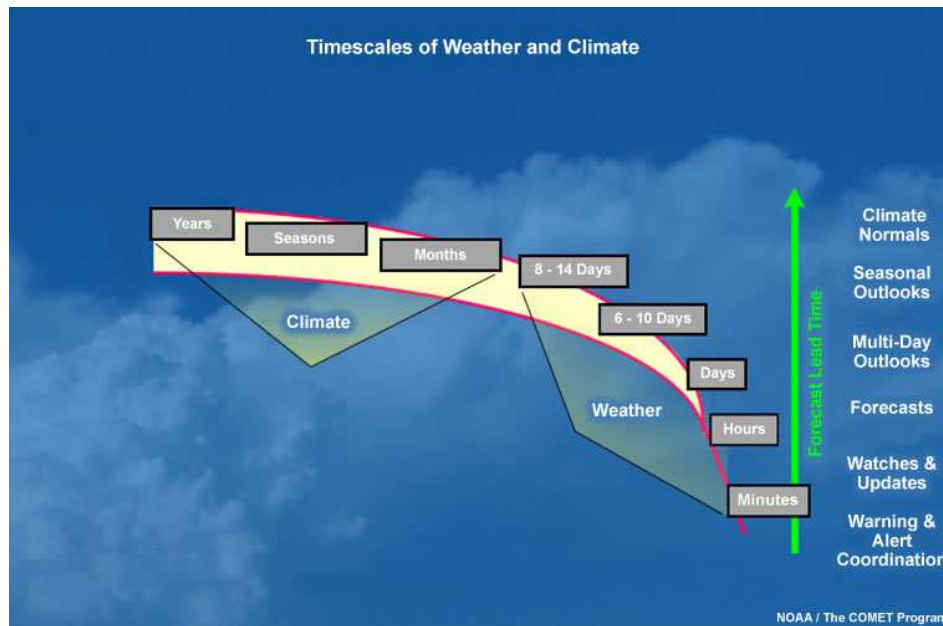 Timescales of Weather and Climate
Years
Seasons
Months
8 - 14 Days
6 - 10 Days
Days
Hours
Minutes
Climate
Weather
Forecast Lead Time
Climate
Normals
Seasonal
Outlooks
Multi-Day
Outlooks
Forecasts
Watches &
Updates
Warning &
Alert
Coordination
NOAA / The COMET Program